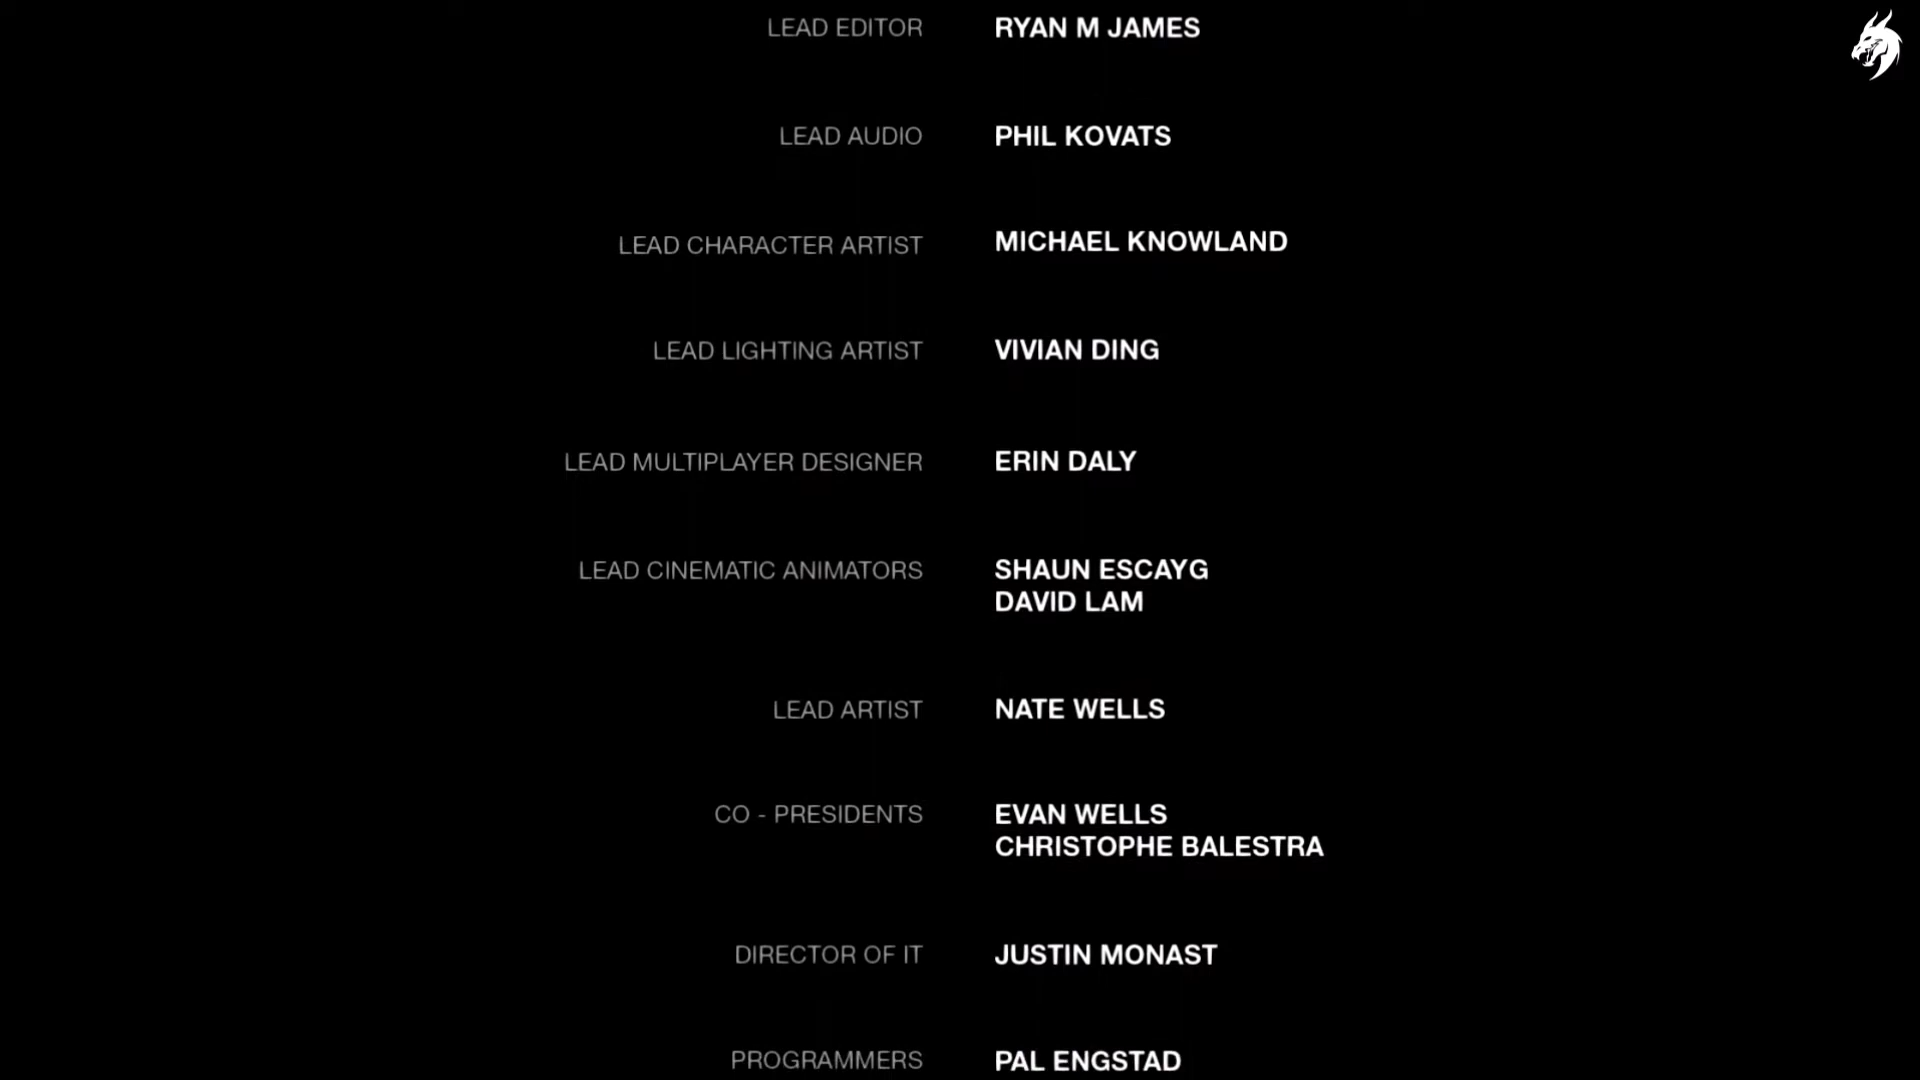 LEAD EDITOR RYAN M JAMES
LEAD AUDIO PHIL KOVATS
LEAD CHARACTER ARTIST MICHAEL KNOWLAND
LEAD LIGHTING ARTIST VIVIAN DING
LEAD MULTIPLAYER DESIGNER ERIN DALY
LEAD CINEMATIC ANIMATORS SHAUN ESCAYG
DAVID LAM
LEAD ARTIST NATE WELLS
CO - PRESIDENTS EVAN WELLS
CHRISTOPHE BALESTRA
DIRECTOR OF IT JUSTIN MONAST
PROGRAMMERS PAL ENGSTAD